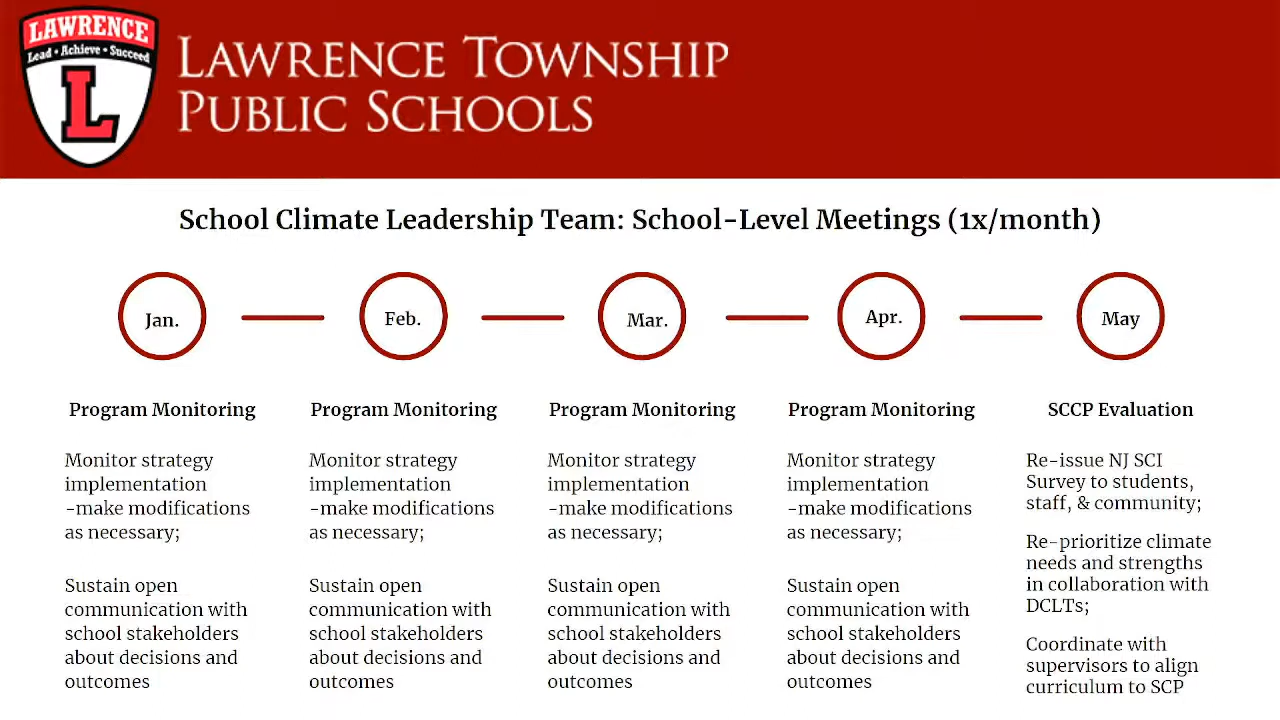 LAWRENCE
Lead • Achieve • Succeed
L
LAWRENCE TOWNSHIP
PUBLIC SCHOOLS
School Climate Leadership Team: School-Level Meetings (1x/month)
Jan.
Feb.
Mar.
Apr.
May
Program Monitoring
Monitor strategy
implementation
-make modifications
as necessary;
Sustain open
communication with
school stakeholders
about decisions and
outcomes
Program Monitoring
Monitor strategy
implementation
-make modifications
as necessary;
Sustain open
communication with
school stakeholders
about decisions and
outcomes
Program Monitoring
Monitor strategy
implementation
-make modifications
as necessary;
Sustain open
communication with
school stakeholders
about decisions and
outcomes
Program Monitoring
Monitor strategy
implementation
-make modifications
as necessary;
Sustain open
communication with
school stakeholders
about decisions and
outcomes
SCCP Evaluation
Re-issue NJ SCI
Survey to students,
staff, & community;
Re-prioritize climate
needs and strengths
in collaboration with
DCLTs;
Coordinate with
supervisors to align
curriculum to SCP